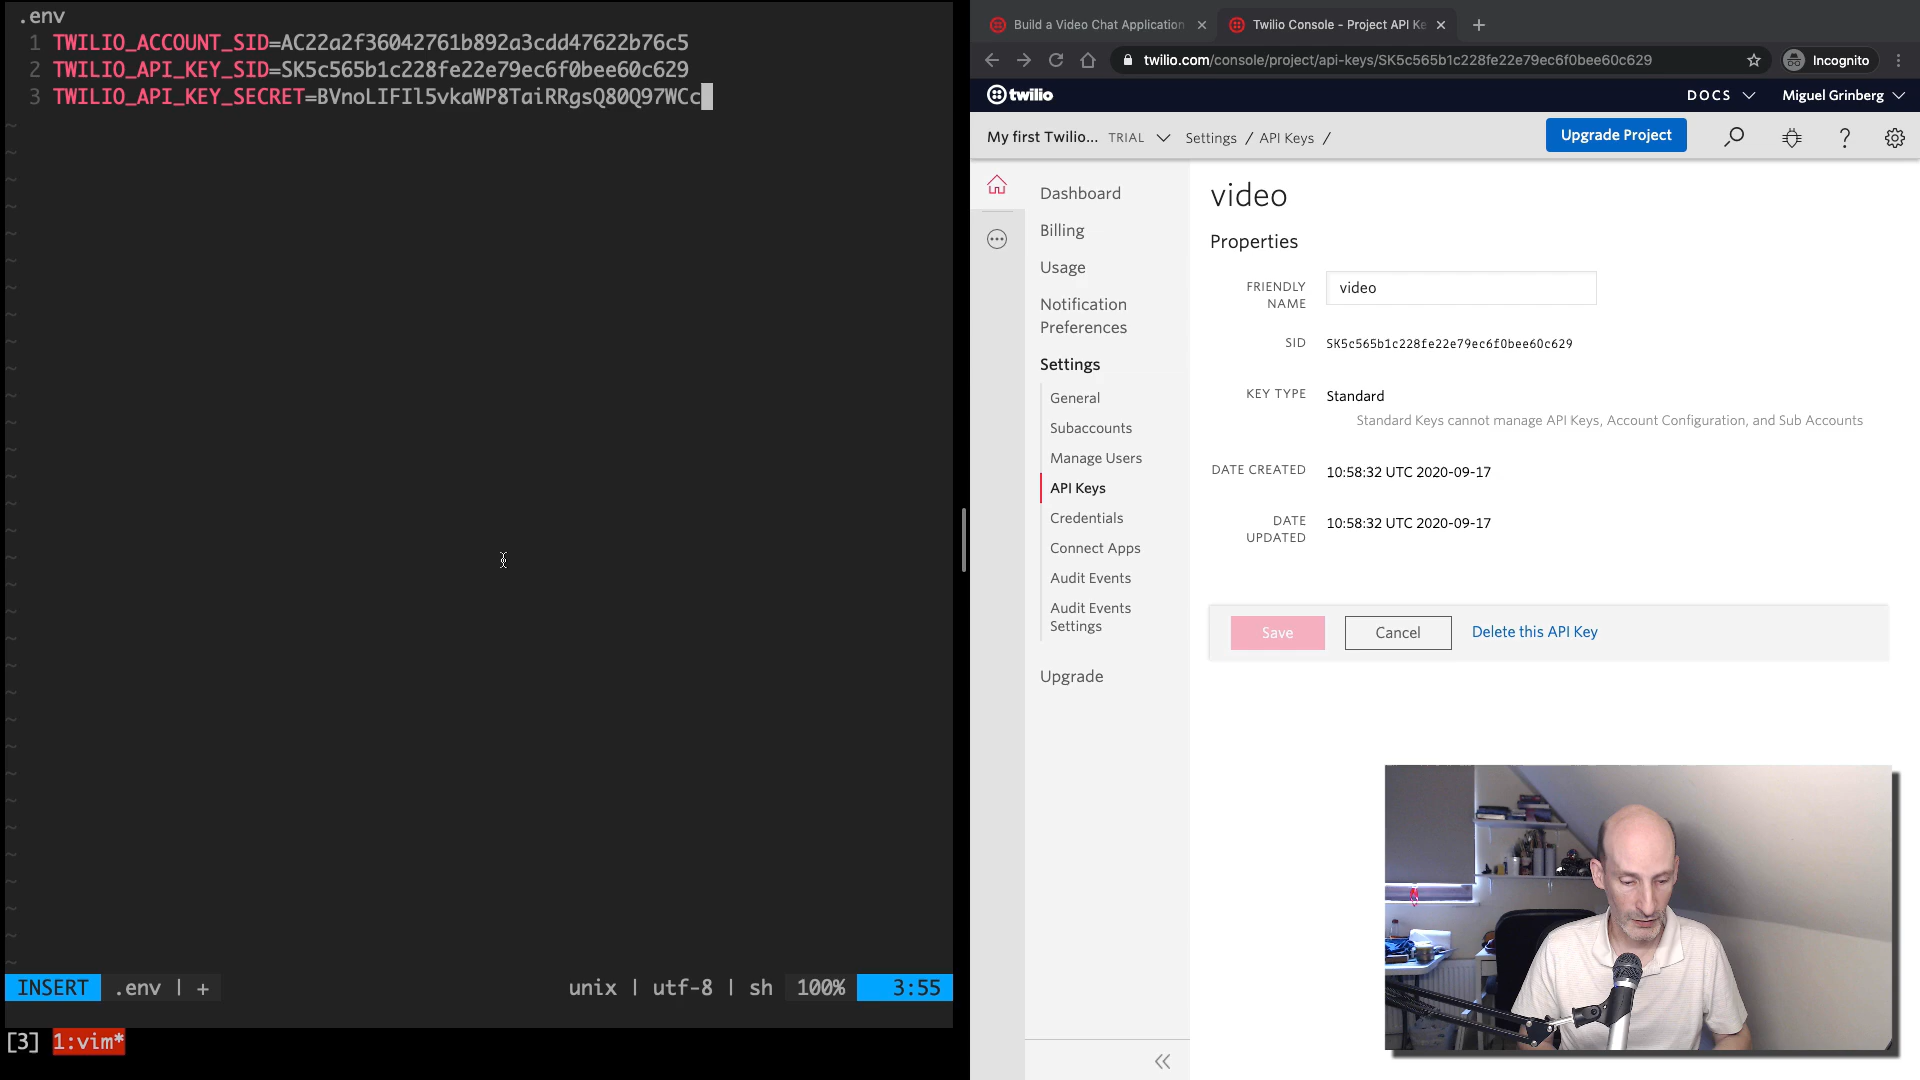 .env
1 TWILIO_ACCOUNT_SID=AC22a2f36042761b892a3cdd47622b76c5
2 TWILIO_API_KEY_SID=SK5c565b1c228fe22e79ec6f0bee60c629
3 TWILIO_API_KEY_SECRET=BVnoLIFIl5vkaWP8TaiRRgsQ80Q97WCc
INSERT .env | +
unix | utf-8 | sh 100% 3:55
[3] 1:vim*
Build a Video Chat Application
Twilio Console - Project API Ke
twilio.com/console/project/api-keys/SK5c565b1c228fe22e79ec6f0bee60c629
Incognito
twilio
DOCS
Miguel Grinberg
My first Twilio... TRIAL
Settings / API Keys /
Upgrade Project
Dashboard
Billing
Usage
Notification
Preferences
Settings
General
Subaccounts
Manage Users
API Keys
Credentials
Connect Apps
Audit Events
Audit Events
Settings
Upgrade
video
Properties
FRIENDLY
NAME
video
SID
SK5c565b1c228fe22e79ec6f0bee60c629
KEY TYPE
Standard
Standard Keys cannot manage API Keys, Account Configuration, and Sub Accounts
DATE CREATED
10:58:32 UTC 2020-09-17
DATE
UPDATED
10:58:32 UTC 2020-09-17
Save
Cancel
Delete this API Key